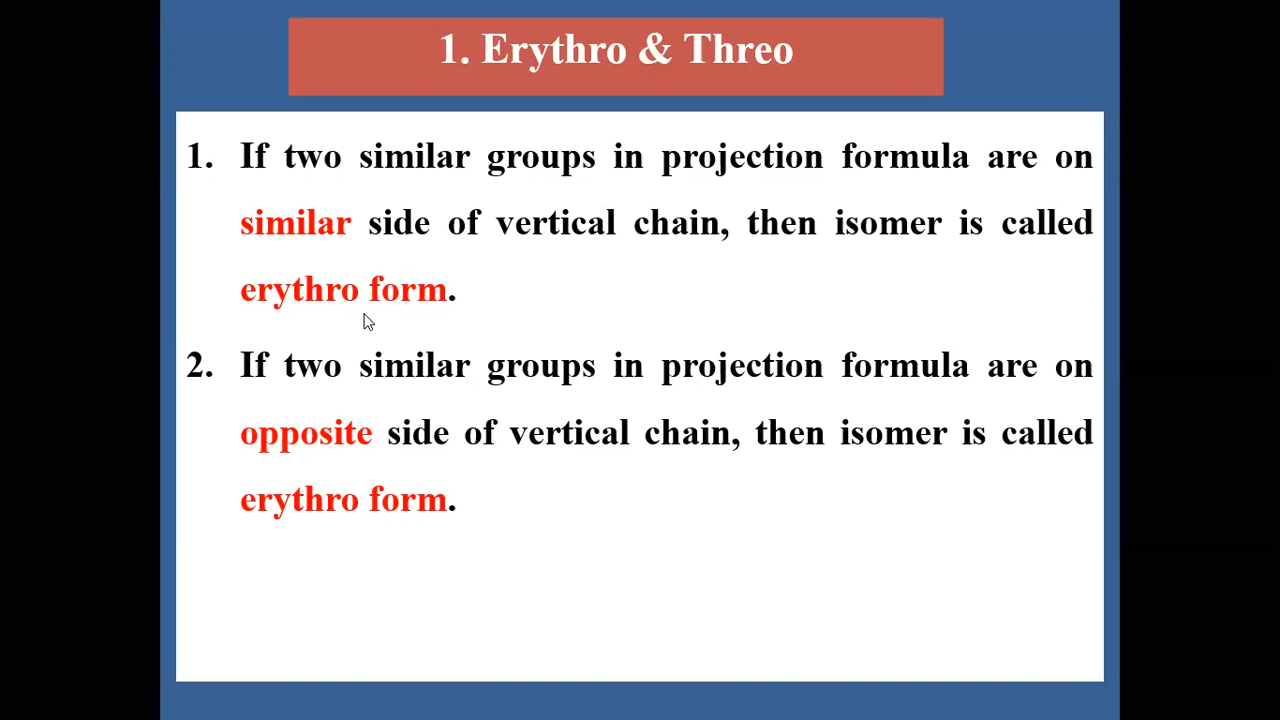 1. Erythro & Threo
1. If two similar groups in projection formula are on
similar side of vertical chain, then isomer is called
erythro form.
2. If two similar groups in projection formula are on
opposite side of vertical chain, then isomer is called
erythro form.